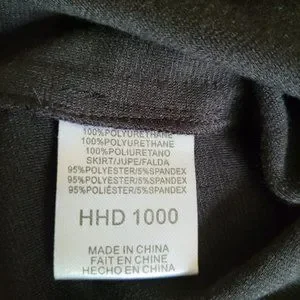 100%POLYURETHANE
100%POLYURETHANE
100%POLIURETANO
SKIRT/JUPE/FALDA
95%POLYESTER/5%SPANDEX
95%POLYESTER/5%SPANDEX
95%POLIÉSTER/5%SPANDEX
HHD 1000
MADE IN CHINA
FAIT EN CHINE
HECHO EN CHINA